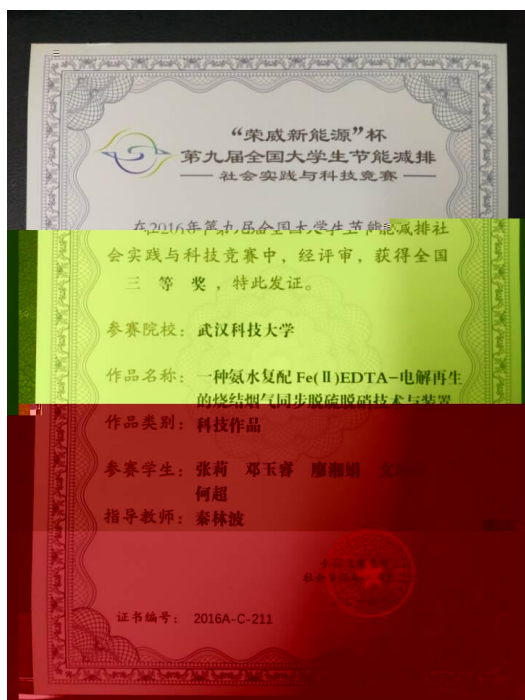 “荣威新能源”杯
第九届全国大学生节能减排
社会实践与科技竞赛
在2016年第九届全国大学生节能减排社
会实践与科技竞赛中，经评审，获得全国
三 等 奖 ，特此发证。
参赛院校：武汉科技大学
作品名称：一种氨水复配Fe(Ⅱ)EDTA-电解再生
的烧结烟气同步脱硫脱硝技术与装置
作品类别：科技作品
参赛学生：张莉 邓玉睿 廖湘娟
何超
指导教师：秦林波
证书编号： 2016A-C-211